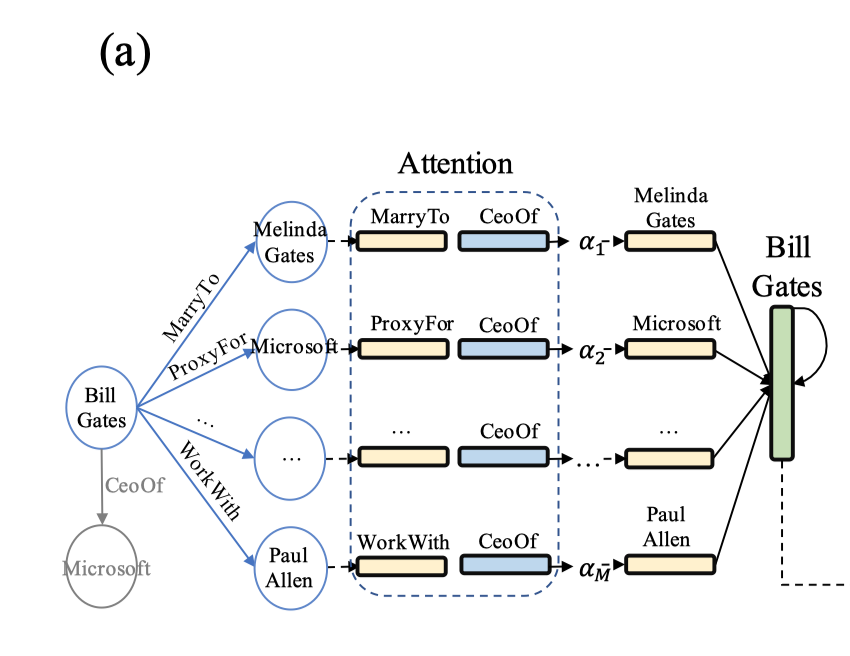 (a)
Attention
Melinda
Gates
MarryTo
CeoOf
α1
Melinda
Gates
Bill
Gates
MarryTo
ProxyFor
Microsoft
ProxyFor
CeoOf
α2
Microsoft
Bill
Gates
...
...
...
CeoOf
...
...
WorkWith
CeoOf
Microsoft
Paul
Allen
WorkWith
CeoOf
αM
Paul
Allen